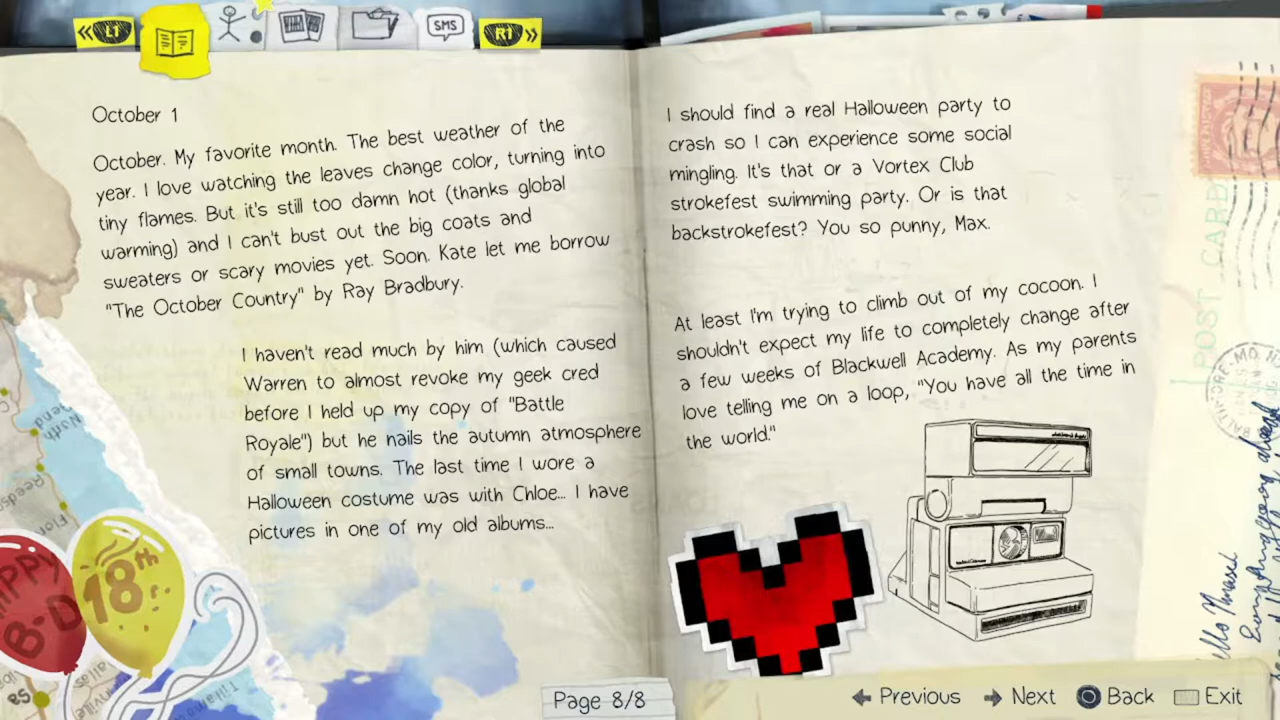 L1
SMS
R1
October 1
October. My favorite month. The best weather of the
year. I love watching the leaves change color, turning into
tiny flames. But it's still too damn hot (thanks global
warming) and I can't bust out the big coats and
sweaters or scary movies yet. Soon. Kate let me borrow
"The October Country" by Ray Bradbury.
I haven't read much by him (which caused
Warren to almost revoke my geek cred
before I held up my copy of "Battle
Royale") but he nails the autumn atmosphere
of small towns. The last time I wore a
Halloween costume was with Chloe... I have
pictures in one of my old albums...
I should find a real Halloween party to
crash so I can experience some social
mingling. It's that or a Vortex Club
strokefest swimming party. Or is that
backstrokefest? You so punny, Max.
At least I'm trying to climb out of my cocoon. I
shouldn't expect my life to completely change after
a few weeks of Blackwell Academy. As my parents
love telling me on a loop, "You have all the time in
the world."
POST CARD
North
Bend
Reedsp
Flor
18th
B-D
Page 8/8
Previous
Next
Back
Exit